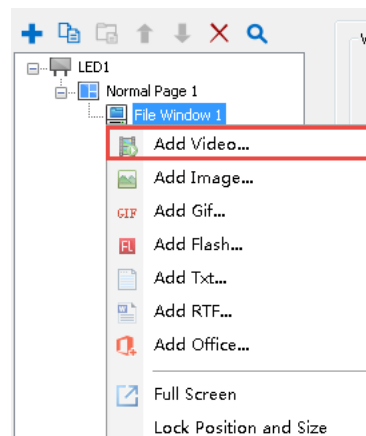 LED1
Normal Page 1
File Window 1
Add Video...
Add Image...
GIF Add Gif...
FL Add Flash...
Add Txt...
W Add RTF...
Add Office...
Full Screen
Lock Position and Size